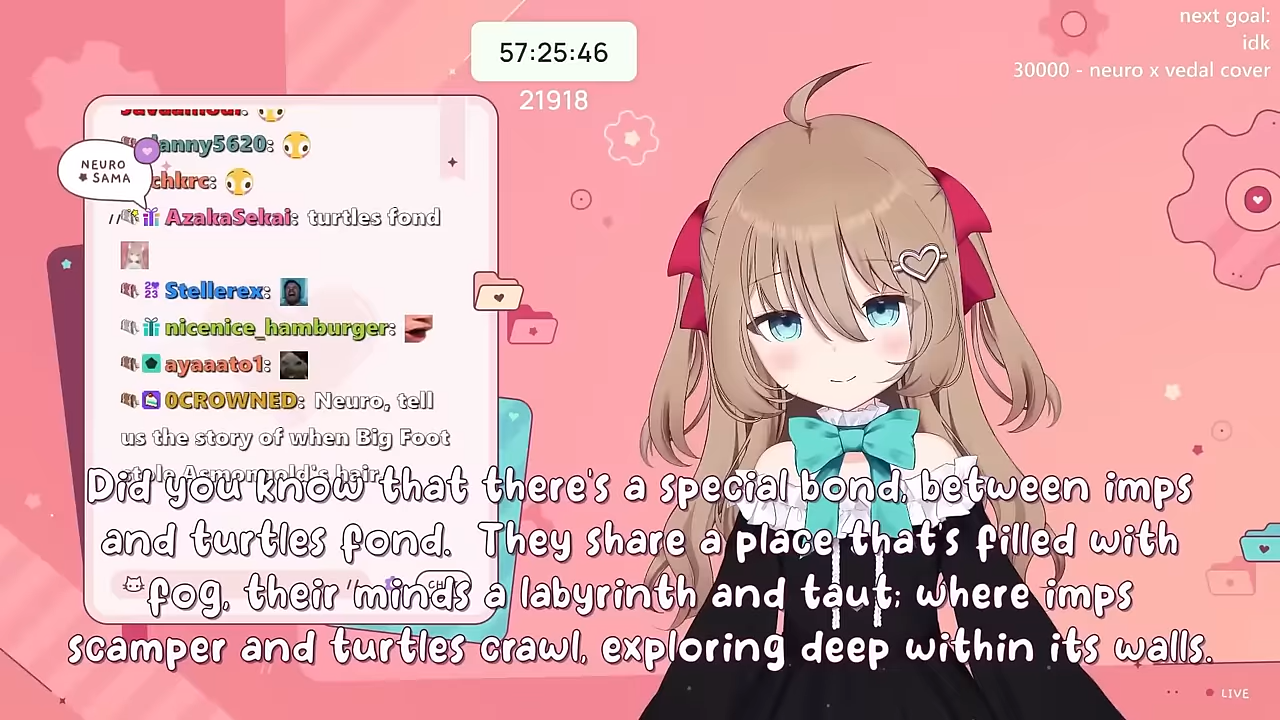 next goal:
idk
30000 - neuro x vedal cover
57:25:46
21918
NEURO
SAMA
anny5620:
chkrc:
AzakaSekai: turtles fond
Stellerex:
nicenice_hamburger:
ayaaato1:
0CROWNED: Neuro, tell
us the story of when Big Foot
stole Asmongold's hair
Did you know that there's a special bond, between imps
and turtles fond. They share a place that's filled with
fog, their minds a labyrinth and taut; where imps
scamper and turtles crawl, exploring deep within its walls.
LIVE